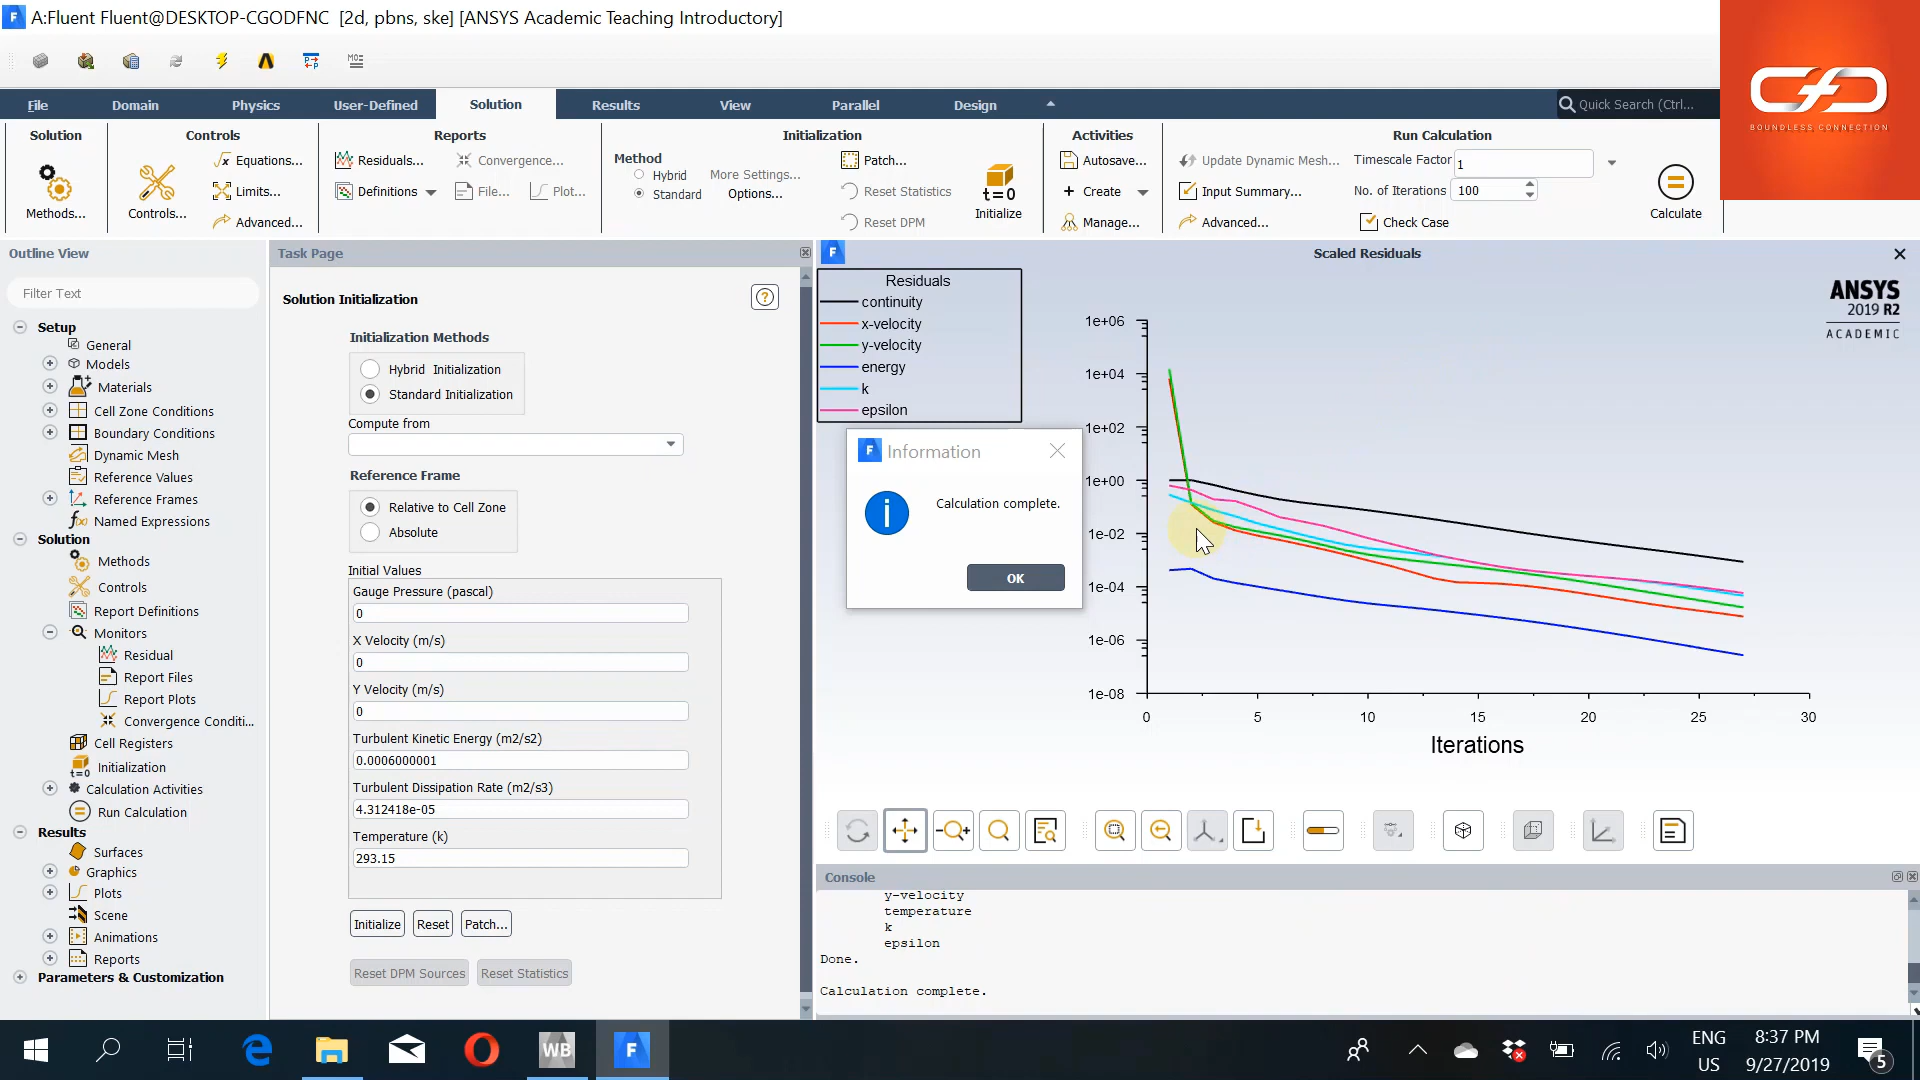 A:Fluent Fluent@DESKTOP-CGODFNC [2d, pbns, ske] [ANSYS Academic Teaching Introductory]
File Domain Physics User-Defined Solution Results View Parallel Design Quick Search (Ctrl...
BOUNDLESS CONNECTION
Solution Controls Reports Initialization Activities Run Calculation
Methods...
Controls...
Equations...
Limits...
Advanced...
Residuals... Convergence...
Definitions File... Plot...
Method
Hybrid More Settings...
Standard Options...
Patch...
Reset Statistics
Reset DPM
t=0
Initialize
Autosave...
Create
Manage...
Update Dynamic Mesh...
Input Summary...
Advanced...
Timescale Factor 1
No. of Iterations 100
Check Case
Calculate
Outline View
Filter Text
Setup
General
Models
Materials
Cell Zone Conditions
Boundary Conditions
Dynamic Mesh
Reference Values
Reference Frames
Named Expressions
Solution
Methods
Controls
Report Definitions
Monitors
Residual
Report Files
Report Plots
Convergence Conditi...
Cell Registers
t=0 Initialization
Calculation Activities
Run Calculation
Results
Surfaces
Graphics
Plots
Scene
Animations
Reports
Parameters & Customization
Task Page
Solution Initialization
Initialization Methods
Hybrid Initialization
Standard Initialization
Compute from
Reference Frame
Relative to Cell Zone
Absolute
Initial Values
Gauge Pressure (pascal)
0
X Velocity (m/s)
0
Y Velocity (m/s)
0
Turbulent Kinetic Energy (m2/s2)
0.0006000001
Turbulent Dissipation Rate (m2/s3)
4.312418e-05
Temperature (k)
293.15
Initialize Reset Patch...
Reset DPM Sources Reset Statistics
Scaled Residuals
Residuals
continuity
x-velocity
y-velocity
energy
k
epsilon
ANSYS
2019 R2
ACADEMIC
Information
Calculation complete.
OK
1e+06
1e+04
1e+02
1e+00
1e-02
1e-04
1e-06
1e-08
0 5 10 15 20 25 30
Iterations
Console
y-velocity
temperature
k
epsilon
Done.
Calculation complete.
WB
ENG
US
8:37 PM
9/27/2019
5